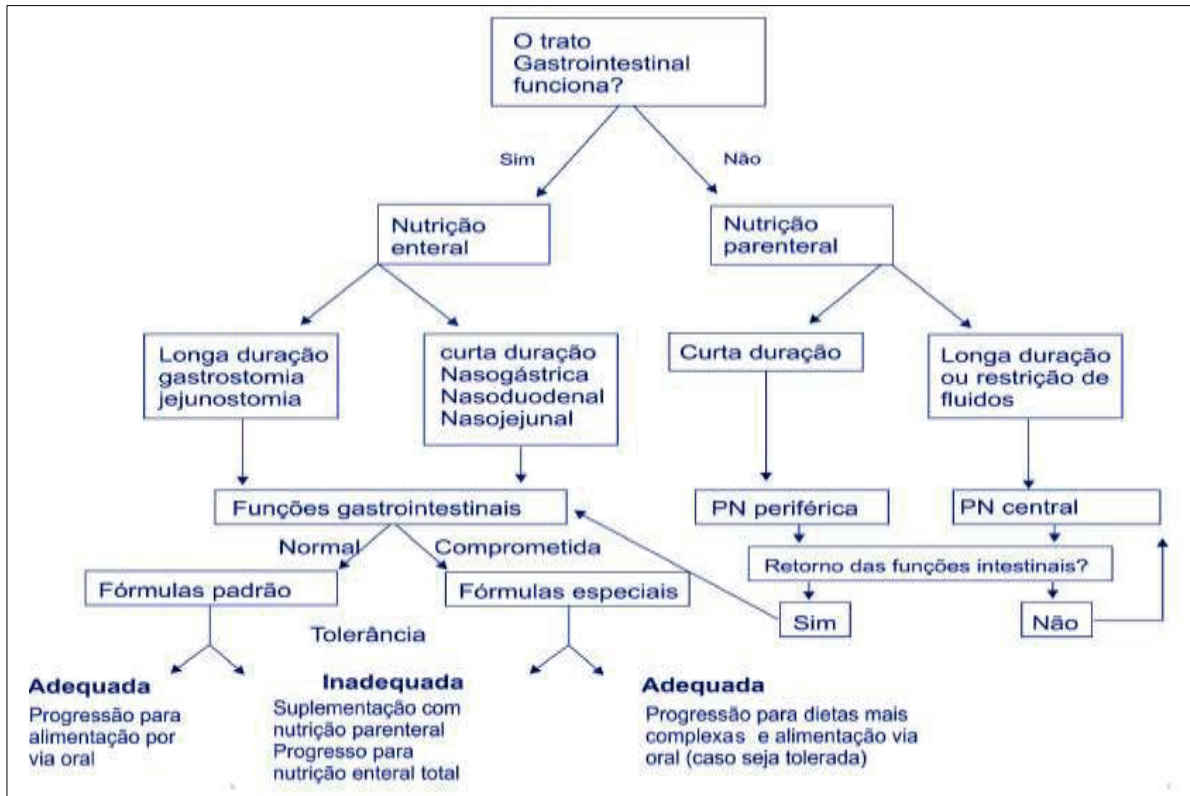 O trato
Gastrointestinal
funciona?
Sim
Não
Nutrição
enteral
Nutrição
parenteral
Longa duração
gastrostomia
jejunostomia
curta duração
Nasogástrica
Nasoduodenal
Nasojejunal
Curta duração
Longa duração
ou restrição de
fluidos
Funções gastrointestinais
PN periférica
PN central
Normal
Comprometida
Retorno das funções intestinais?
Fórmulas padrão
Fórmulas especiais
Sim
Não
Tolerância
Adequada
Progressão para
alimentação por
via oral
Inadequada
Suplementação com
nutrição parenteral
Progresso para
nutrição enteral total
Adequada
Progressão para dietas mais
complexas e alimentação via
oral (caso seja tolerada)